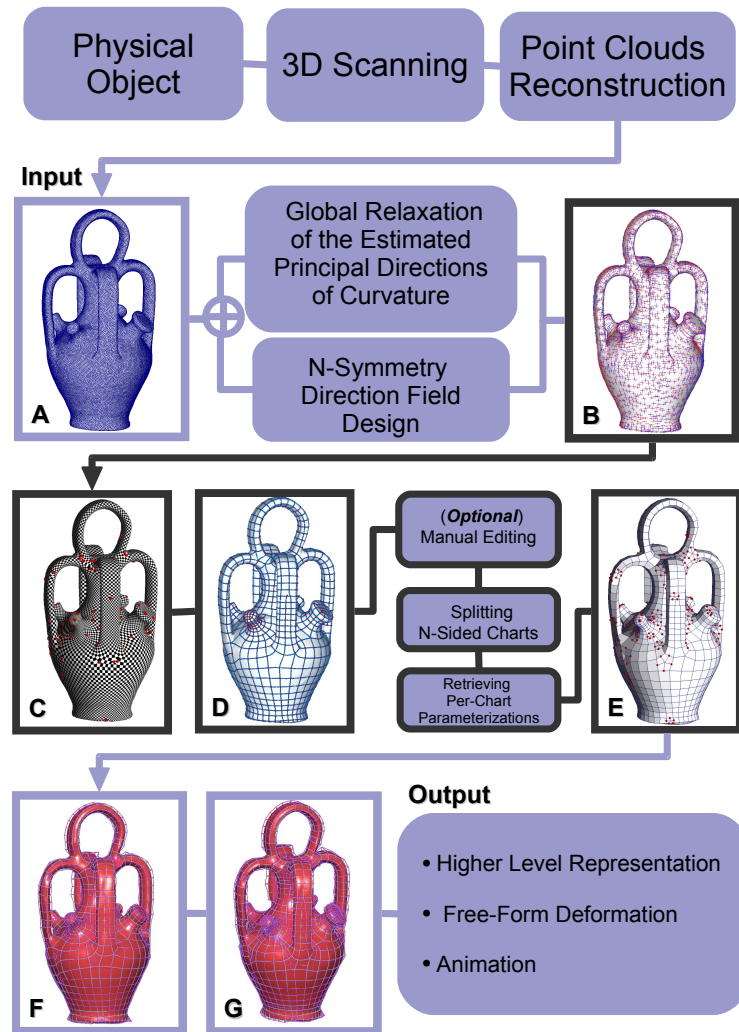 Physical
Object
3D Scanning
Point Clouds
Reconstruction
Input
A
Global Relaxation
of the Estimated
Principal Directions
of Curvature
N-Symmetry
Direction Field
Design
B
C
D
(Optional)
Manual Editing
Splitting
N-Sided Charts
Retrieving
Per-Chart
Parameterizations
E
F
G
Output
• Higher Level Representation
• Free-Form Deformation
• Animation